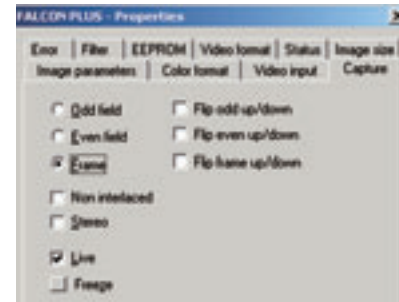 FALCON PLUS - Properties
Error | Filter | EEPROM | Video format | Status | Image size
Image parameters | Color format | Video input | Capture
Odd field
Flip odd up/down
Even field
Flip even up/down
Frame
Flip frame up/down
Non interlaced
Stereo
Live
Freeze